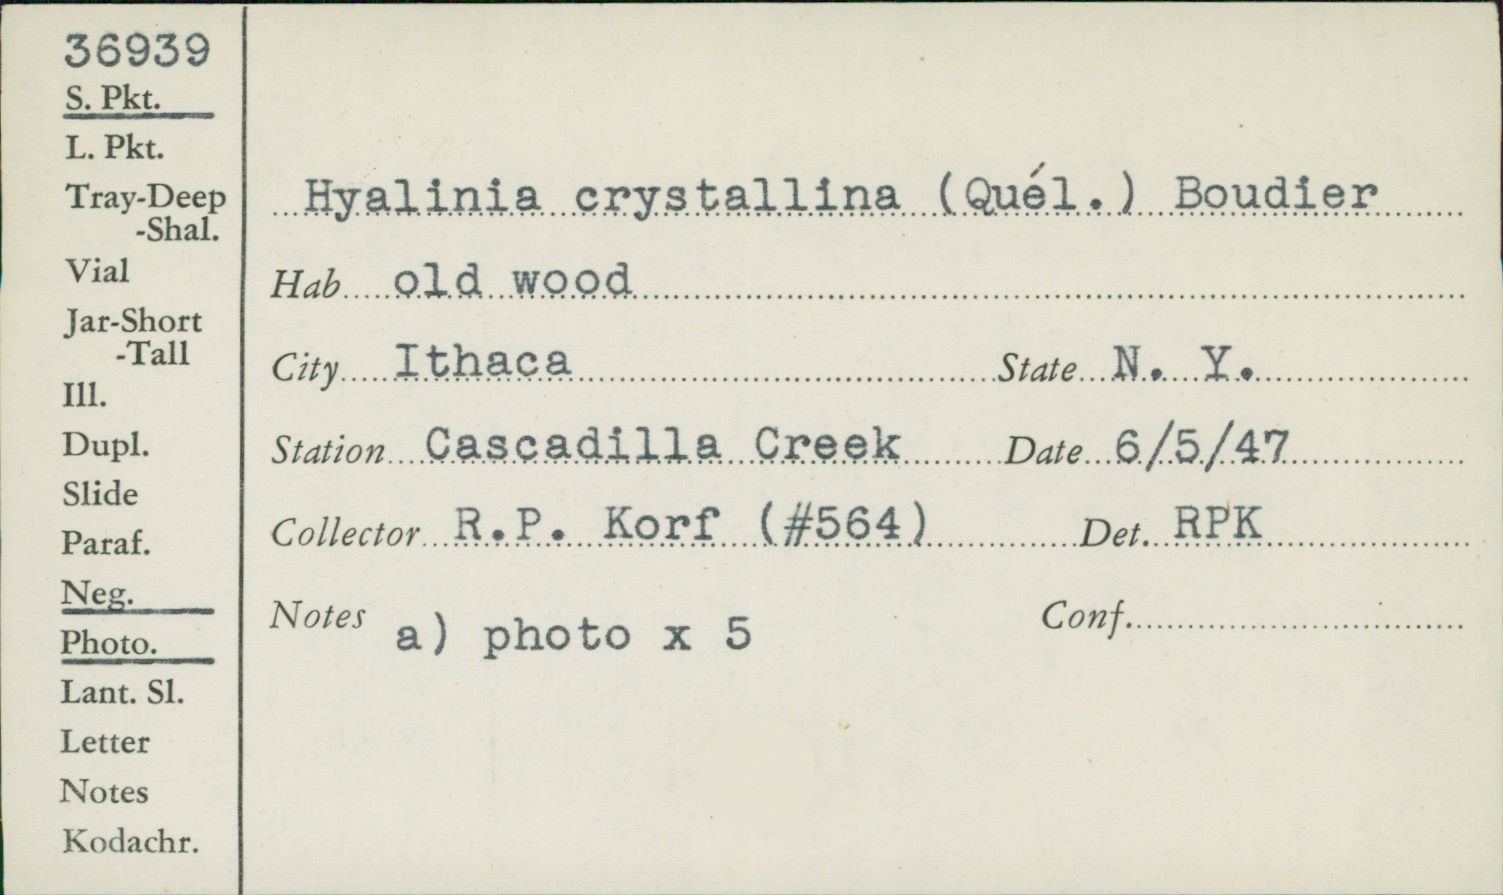 36939
S. Pkt.
L. Pkt.
Tray-Deep
-Shal.
Vial
Jar-Short
-Tall
Ill.
Dupl.
Slide
Paraf.
Neg.
Photo.
Lant. Sl.
Letter
Notes
Kodachr.
Hyalinia crystallina (Quél.) Boudier
Hab old wood
City Ithaca State N. Y.
Station Cascadilla Creek Date 6/5/47
Collector R.P. Korf (#564) Det. RPK
Notes a) photo x 5 Conf.